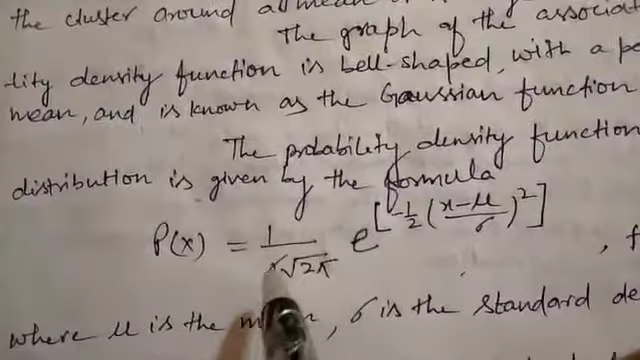 the cluster around a mean
The graph of the associat
lity density function is bell-shaped, with a pe
mean, and is known as the Gaussian function
The probability density function
distribution is given by the formula
P(x) = 1/(σ√2π) e^[-1/2 (x-μ/σ)^2] , f
where μ is the m n, σ is the standard de